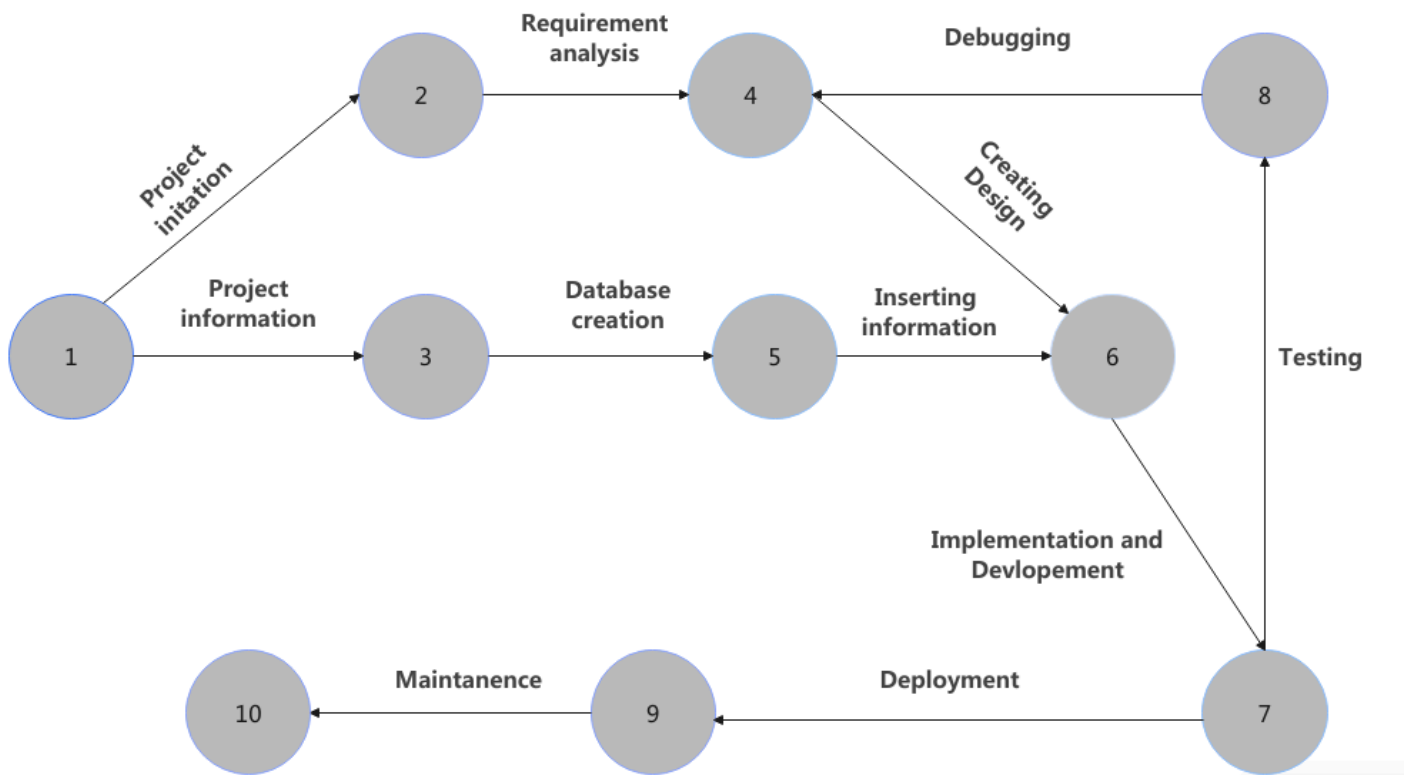 Requirement
analysis
Debugging
2
4
8
Project
initation
Creating
Design
Project
information
Database
creation
Inserting
information
1
3
5
6
Testing
Implementation and
Devlopement
Maintanence
Deployment
10
9
7